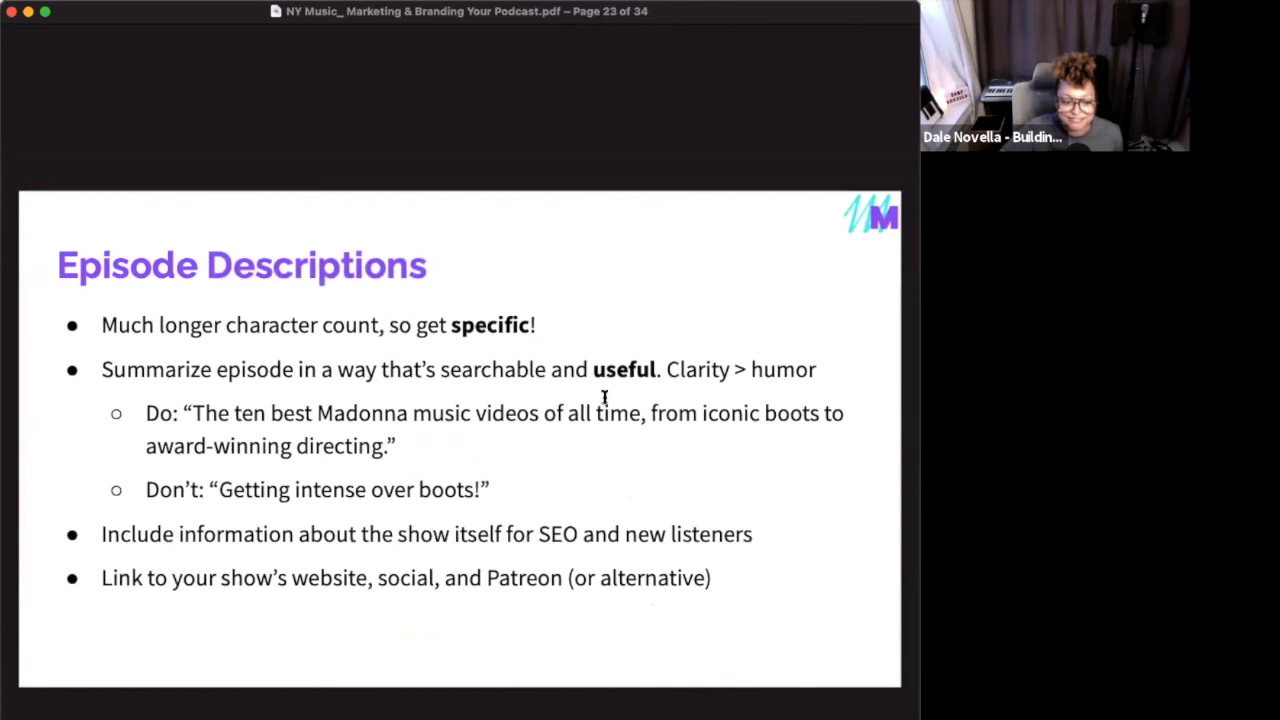 NY Music_ Marketing & Branding Your Podcast.pdf – Page 23 of 34
Dale Novella - Buildin...
M
Episode Descriptions
● Much longer character count, so get specific!
● Summarize episode in a way that’s searchable and useful. Clarity > humor
○ Do: “The ten best Madonna music videos of all time, from iconic boots to
award-winning directing.”
○ Don’t: “Getting intense over boots!”
● Include information about the show itself for SEO and new listeners
● Link to your show’s website, social, and Patreon (or alternative)